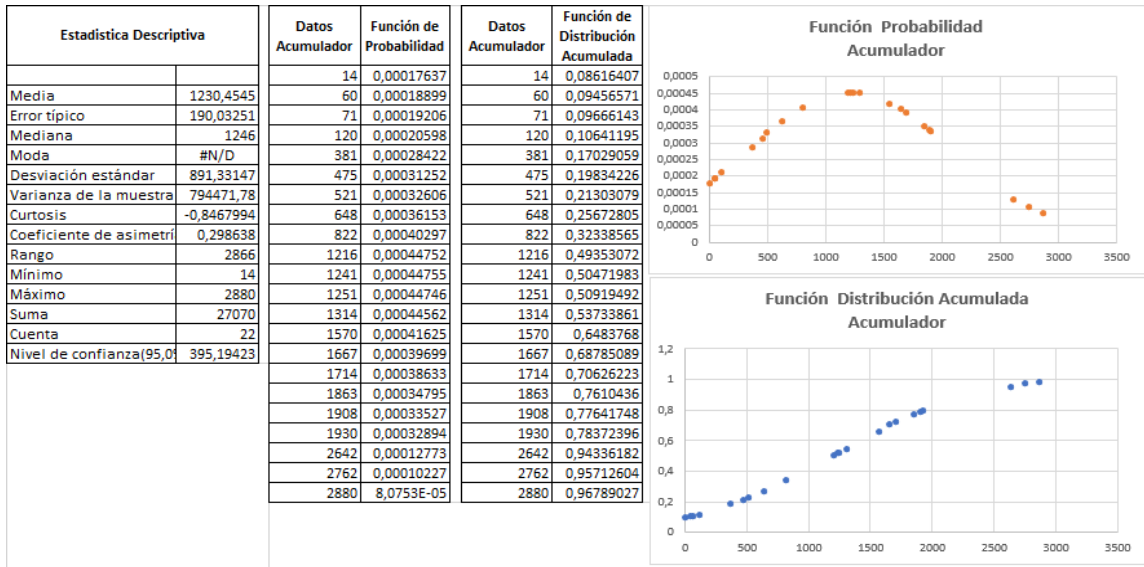 Estadistica Descriptiva
Media 1230,4545
Error típico 190,03251
Mediana 1246
Moda #N/D
Desviación estándar 891,33147
Varianza de la muestra 794471,78
Curtosis -0,8467994
Coeficiente de asimetrí 0,298638
Rango 2866
Mínimo 14
Máximo 2880
Suma 27070
Cuenta 22
Nivel de confianza(95,0% 395,19423
Datos Acumulador Función de Probabilidad
14 0,00017637
60 0,00018899
71 0,00019206
120 0,00020598
381 0,00028422
475 0,00031252
521 0,00032606
648 0,00036153
822 0,00040297
1216 0,00044752
1241 0,00044755
1251 0,00044746
1314 0,00044562
1570 0,00041625
1667 0,00039699
1714 0,00038633
1863 0,00034795
1908 0,00033527
1930 0,00032894
2642 0,00012773
2762 0,00010227
2880 8,0753E-05
Datos Acumulador Función de Distribución Acumulada
14 0,08616407
60 0,09456571
71 0,09666143
120 0,10641195
381 0,17029059
475 0,19834226
521 0,21303079
648 0,25672805
822 0,32338565
1216 0,49353072
1241 0,50471983
1251 0,50919492
1314 0,53733861
1570 0,6483768
1667 0,68785089
1714 0,70626223
1863 0,7610436
1908 0,77641748
1930 0,78372396
2642 0,94336182
2762 0,95712604
2880 0,96789027
Función Probabilidad
Acumulador
0,0005
0,00045
0,0004
0,00035
0,0003
0,00025
0,0002
0,00015
0,0001
0,00005
0
0 500 1000 1500 2000 2500 3000 3500
Función Distribución Acumulada
Acumulador
1,2
1
0,8
0,6
0,4
0,2
0
0 500 1000 1500 2000 2500 3000 3500